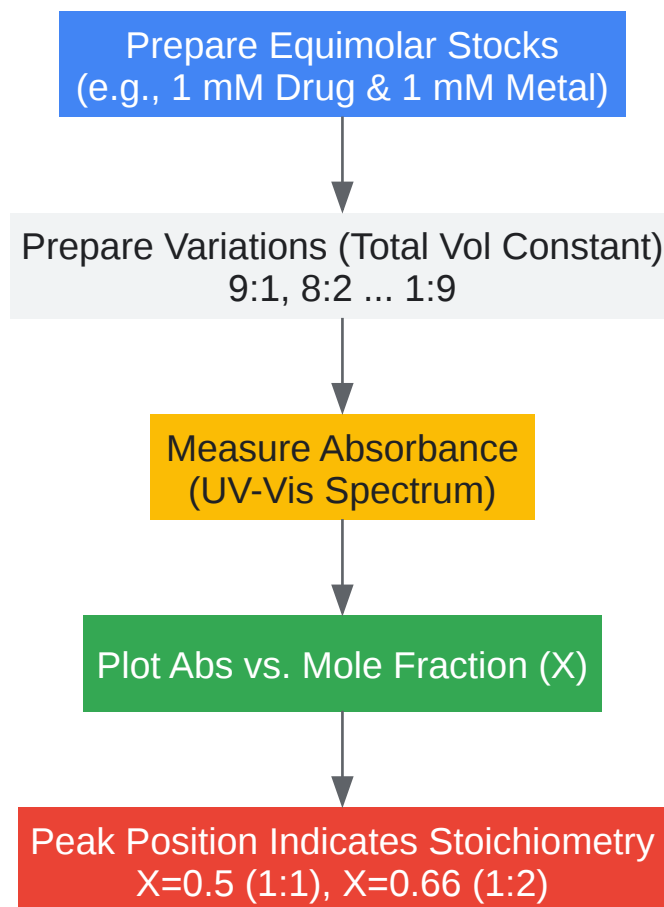 Prepare Equimolar Stocks
(e.g., 1 mM Drug & 1 mM Metal)
Prepare Variations (Total Vol Constant)
9:1, 8:2 ... 1:9
Measure Absorbance
(UV-Vis Spectrum)
Plot Abs vs. Mole Fraction (X)
Peak Position Indicates Stoichiometry
X=0.5 (1:1), X=0.66 (1:2)